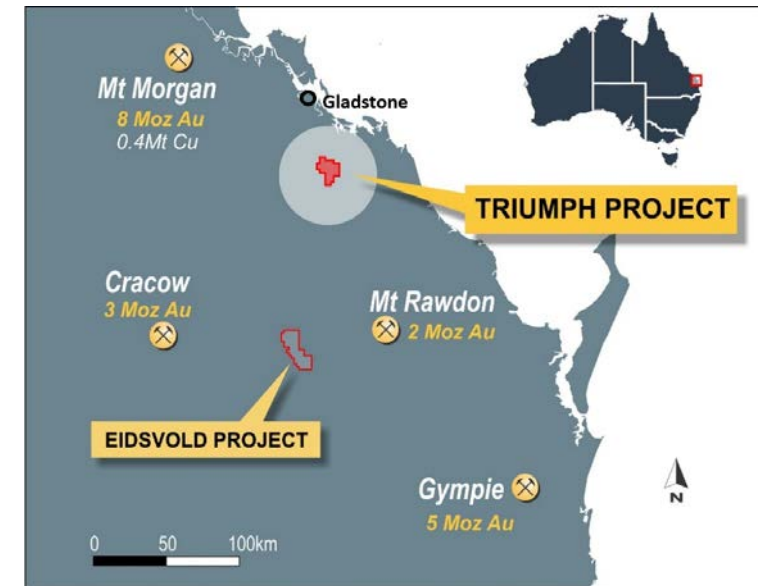 Mt Morgan
8 Moz Au
0.4Mt Cu
Gladstone
TRIUMPH PROJECT
Cracow
3 Moz Au
Mt Rawdon
2 Moz Au
EIDSVOLD PROJECT
Gympie
5 Moz Au
N
0 50 100km